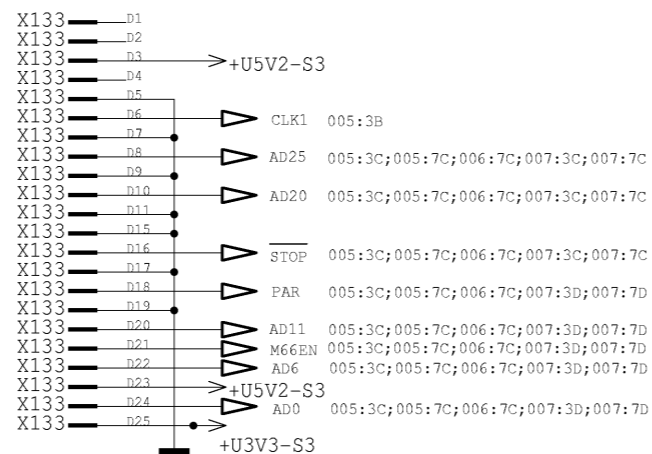 X133 D1
X133 D2
X133 D3 +U5V2-S3
X133 D4
X133 D5
X133 D6 CLK1 005:3B
X133 D7
X133 D8 AD25 005:3C;005:7C;006:7C;007:3C;007:7C
X133 D9
X133 D10 AD20 005:3C;005:7C;006:7C;007:3C;007:7C
X133 D11
X133 D15
X133 D16 STOP 005:3C;005:7C;006:7C;007:3C;007:7C
X133 D17
X133 D18 PAR 005:3C;005:7C;006:7C;007:3D;007:7D
X133 D19
X133 D20 AD11 005:3C;005:7C;006:7C;007:3D;007:7D
X133 D21 M66EN 005:3C;005:7C;006:7C;007:3D;007:7D
X133 D22 AD6 005:3C;005:7C;006:7C;007:3D;007:7D
X133 D23 +U5V2-S3
X133 D24 AD0 005:3C;005:7C;006:7C;007:3D;007:7D
X133 D25 +U3V3-S3